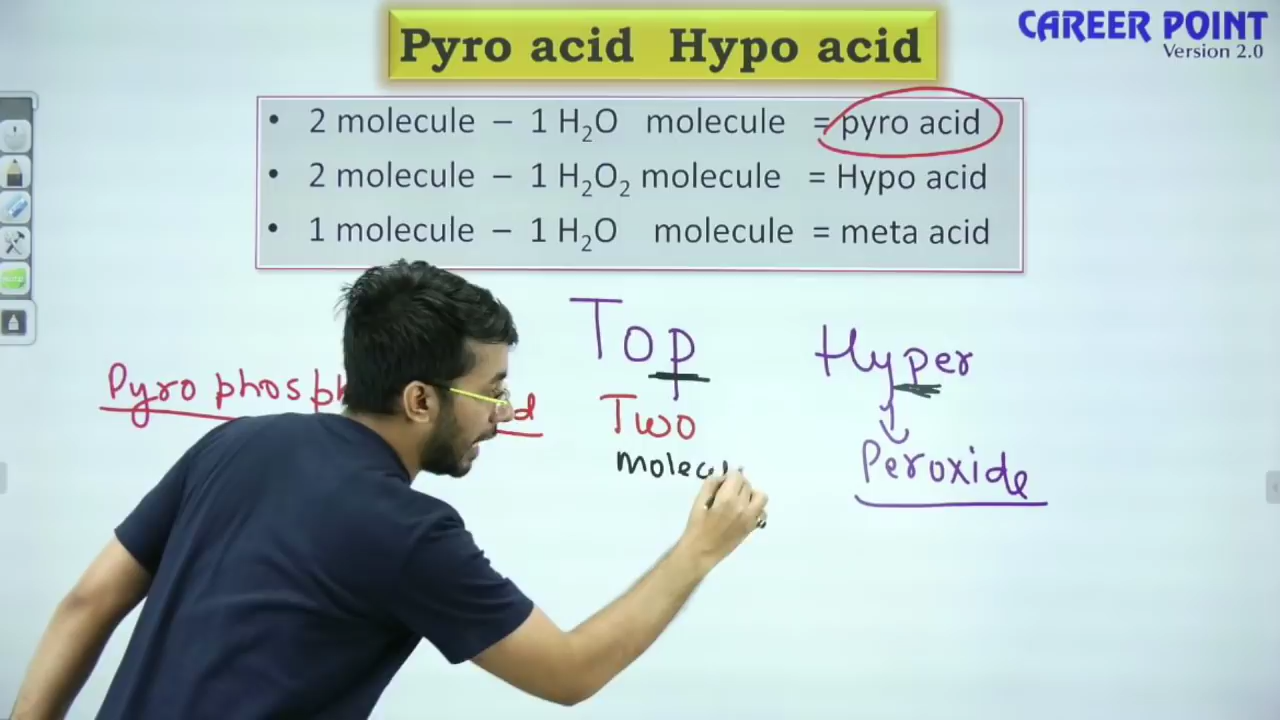 Pyro acid Hypo acid
CAREER POINT
Version 2.0
• 2 molecule – 1 H₂O molecule = pyro acid
• 2 molecule – 1 H₂O₂ molecule = Hypo acid
• 1 molecule – 1 H₂O molecule = meta acid
Top
Hyper
Pyro
Two
Peroxide